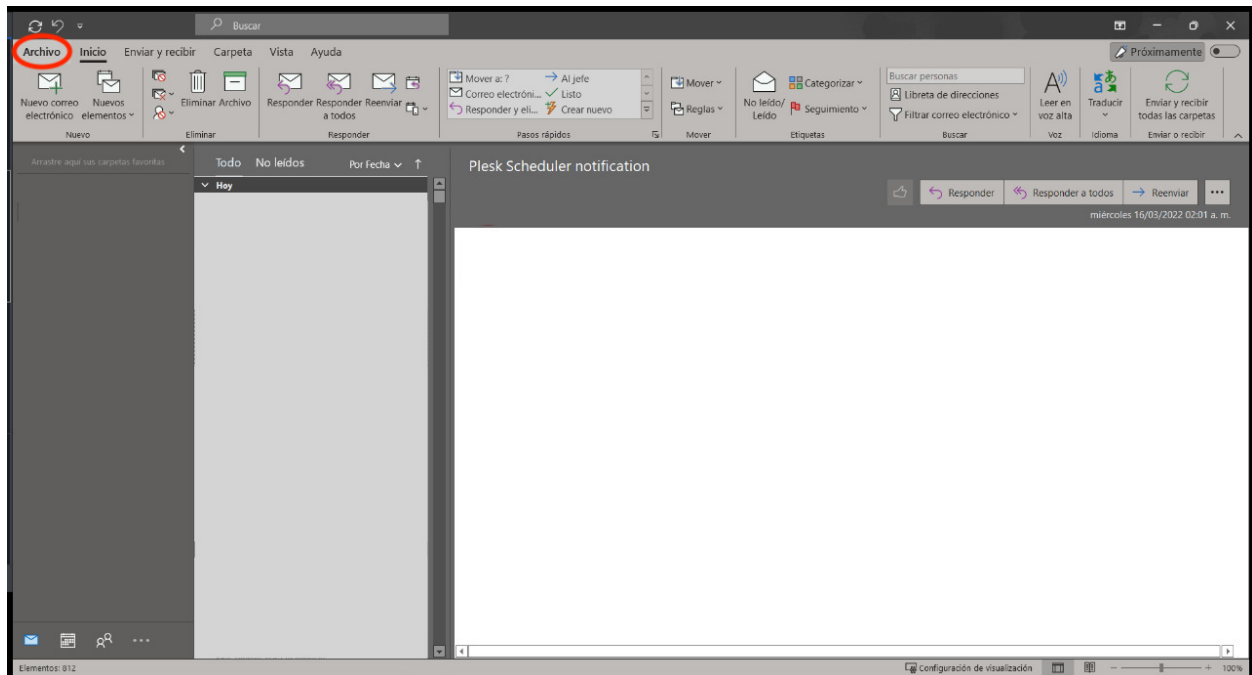 Buscar
Archivo Inicio Enviar y recibir Carpeta Vista Ayuda
Próximamente
Nuevo correo electrónico
Nuevos elementos
Eliminar Archivo
Responder Responder a todos Reenviar
Mover a: ? Al jefe
Correo electróni... Listo
Responder y eli... Crear nuevo
Mover
Reglas
No leído/ Leído
Categorizar
Seguimiento
Buscar personas
Libreta de direcciones
Filtrar correo electrónico
Leer en voz alta
Traducir
Enviar y recibir todas las carpetas
Nuevo Eliminar Responder Pasos rápidos Mover Etiquetas Buscar Voz Idioma Enviar o recibir
Arrastre aquí sus carpetas favoritas
Todo No leídos Por Fecha
Hoy
Plesk Scheduler notification
Responder Responder a todos Reenviar
miércoles 16/03/2022 02:01 a. m.
Elementos: 812
Configuración de visualización
100%